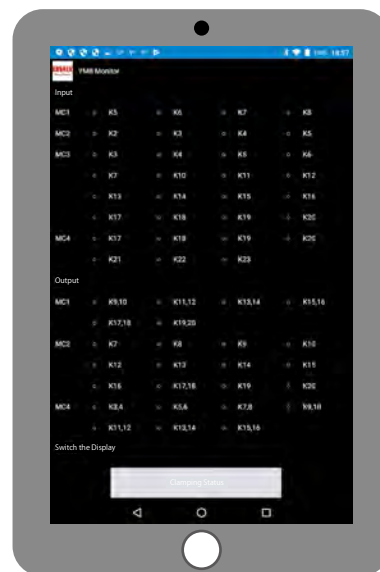 18:57
YMB Monitor
Input
MC1 K5 K6 K7 K8
MC2 K2 K3 K4 K5
MC3 K3 K4 K5 K6
K7 K10 K11 K12
K13 K14 K15 K16
K17 K18 K19 K20
MC4 K17 K18 K19 K20
K21 K22 K23
Output
MC1 K9,10 K11,12 K13,14 K15,16
K17,18 K19,20
MC2 K7 K8 K9 K10
K12 K13 K14 K15
K16 K17,18 K19 K20
MC4 K3,4 K5,6 K7,8 K9,10
K11,12 K13,14 K15,16
Switch the Display
Clamping Status